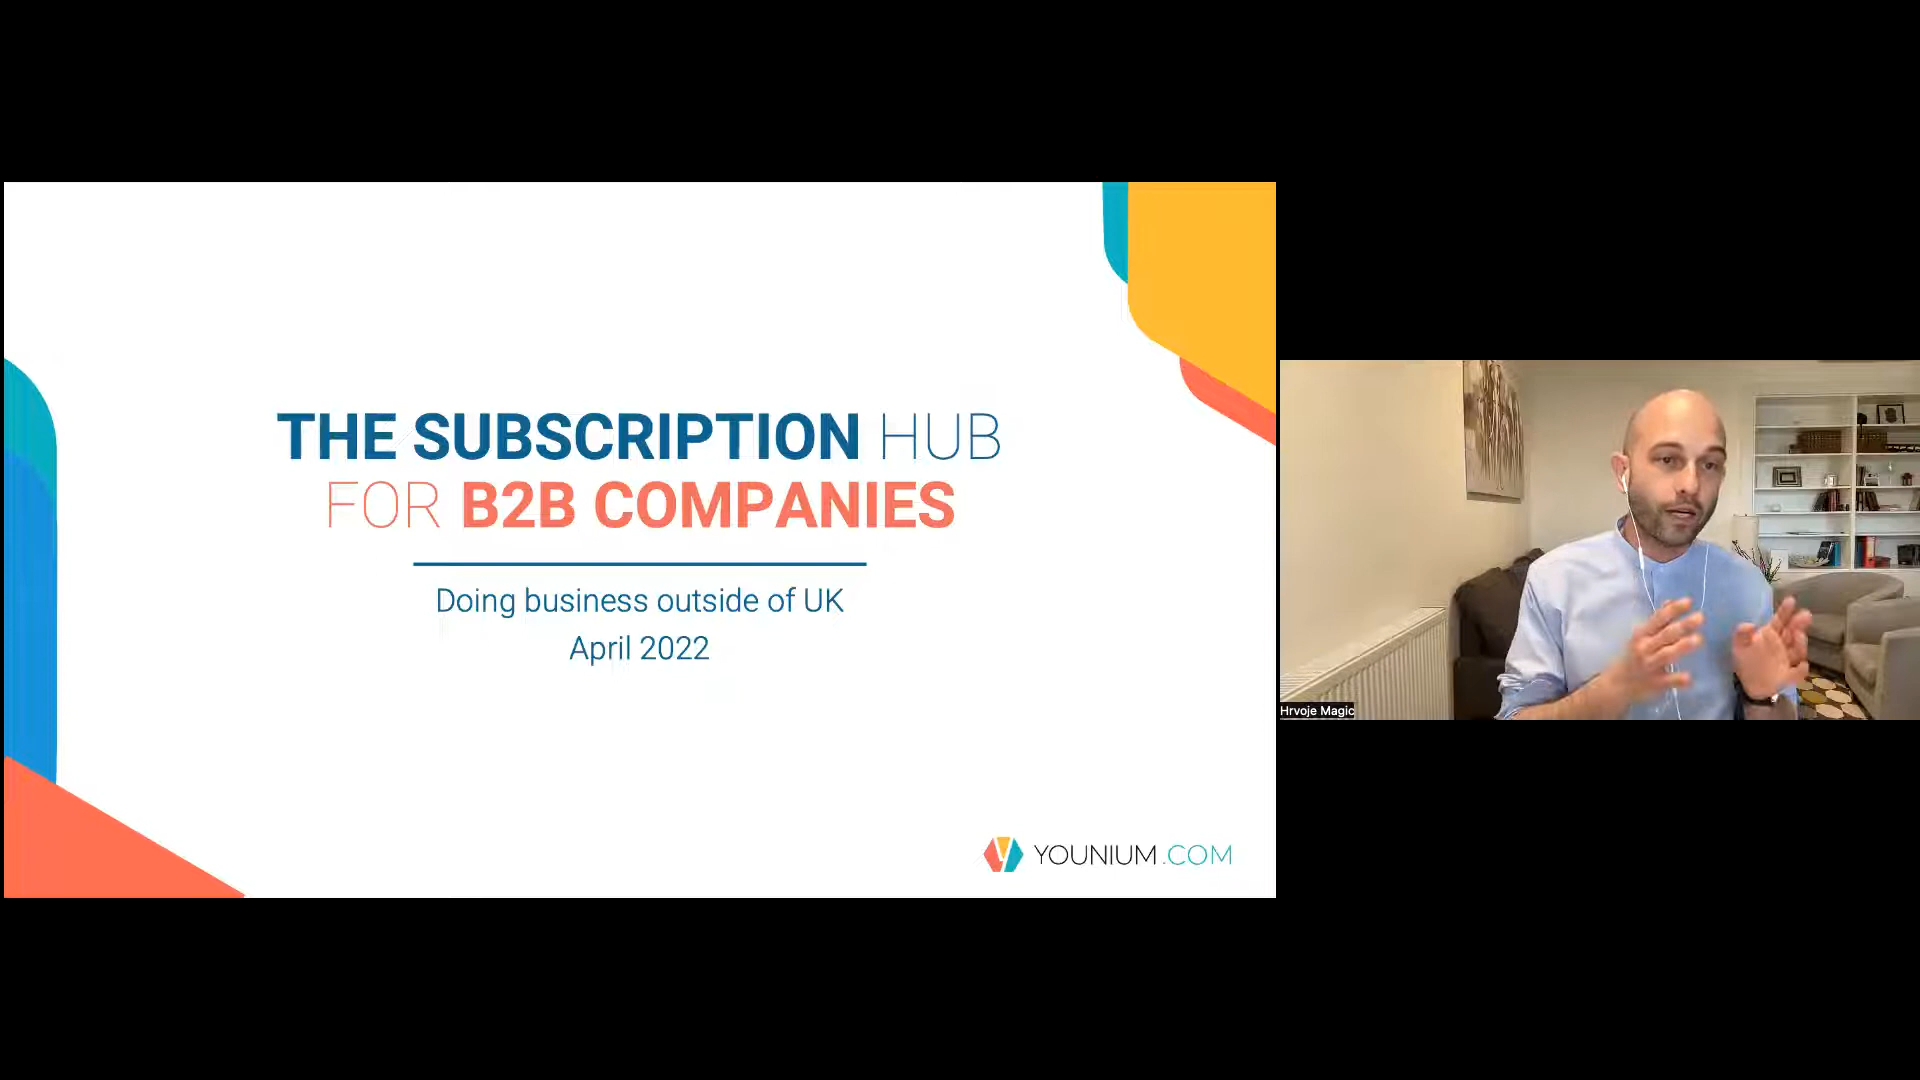 THE SUBSCRIPTION HUB
FOR B2B COMPANIES
Doing business outside of UK
April 2022
YOUNIUM.COM
Hrvoje Magic